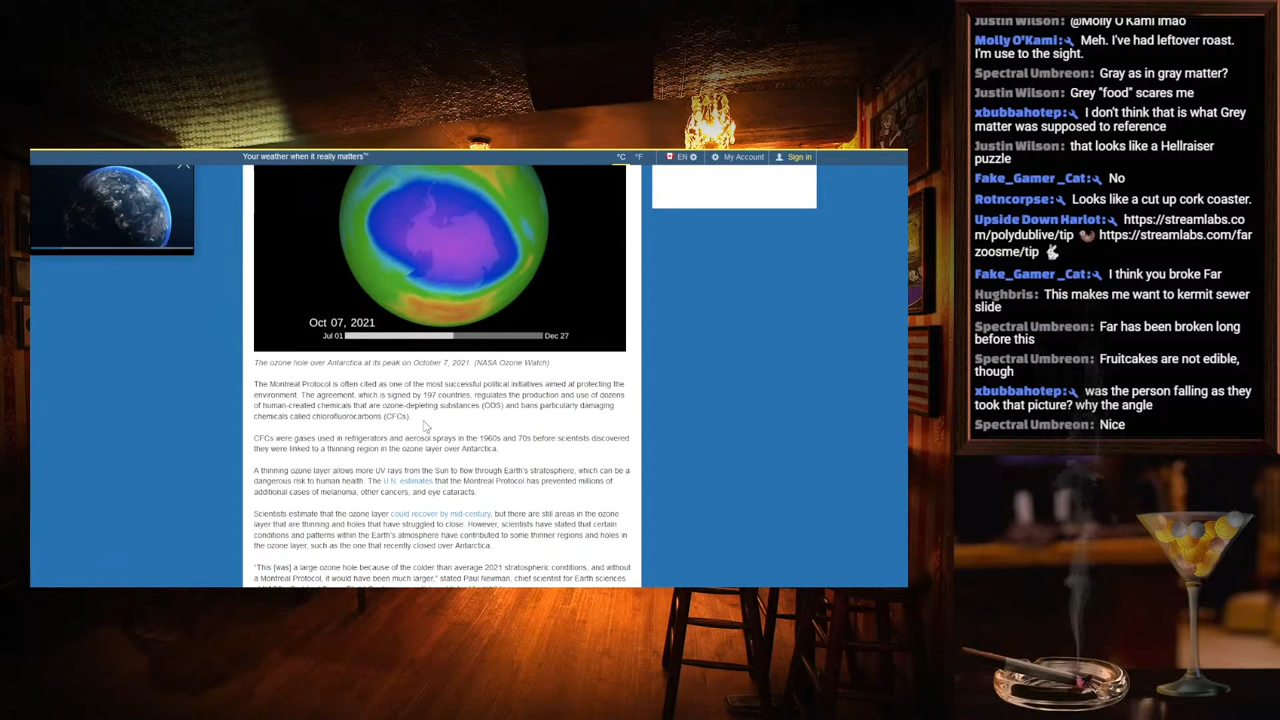 Your weather when it really matters™
°C
°F
EN
My Account
Sign in
Oct 07, 2021
Jul 01
Dec 27
The ozone hole over Antarctica at its peak on October 7, 2021. (NASA Ozone Watch)
The Montreal Protocol is often cited as one of the most successful political initiatives aimed at protecting the
environment. The agreement, which is signed by 197 countries, regulates the production and use of dozens
of human-created chemicals that are ozone-depleting substances (ODS) and bans particularly damaging
chemicals called chlorofluorocarbons (CFCs).
CFCs were gases used in refrigerators and aerosol sprays in the 1960s and 70s before scientists discovered
they were linked to a thinning region in the ozone layer over Antarctica.
A thinning ozone layer allows more UV rays from the Sun to flow through Earth's stratosphere, which can be a
dangerous risk to human health. The U.N. estimates that the Montreal Protocol has prevented millions of
additional cases of melanoma, other cancers, and eye cataracts.
Scientists estimate that the ozone layer could recover by mid-century, but there are still areas in the ozone
layer that are thinning and holes that have struggled to close. However, scientists have stated that certain
conditions and patterns within the Earth's atmosphere have contributed to some thinner regions and holes in
the ozone layer, such as the one that recently closed over Antarctica.
"This [was] a large ozone hole because of the colder than average 2021 stratospheric conditions, and without
a Montreal Protocol, it would have been much larger," stated Paul Newman, chief scientist for Earth sciences
Justin Wilson: @Molly O'Kami lmao
Molly O'Kami: Meh. I've had leftover roast.
I'm use to the sight.
Spectral Umbreon: Gray as in gray matter?
Justin Wilson: Grey "food" scares me
xbubbahotep: I don't think that is what Grey
matter was supposed to reference
Justin Wilson: that looks like a Hellraiser
puzzle
Fake_Gamer_Cat: No
Rotncorpse: Looks like a cut up cork coaster.
Upside Down Harlot: https://streamlabs.co
m/polydublive/tip https://streamlabs.com/far
zoosme/tip
Fake_Gamer_Cat: I think you broke Far
Hughbris: This makes me want to kermit sewer
slide
Spectral Umbreon: Far has been broken long
before this
Spectral Umbreon: Fruitcakes are not edible,
though
xbubbahotep: was the person falling as they
took that picture? why the angle
Spectral Umbreon: Nice